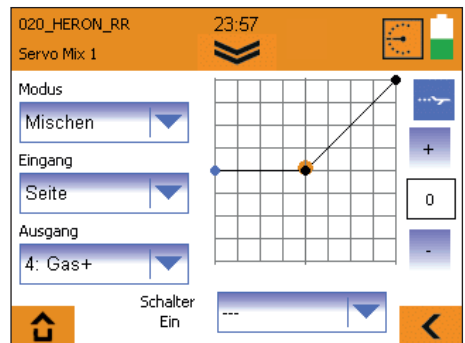 020_HERON_RR
23:57
Servo Mix 1
Modus
Mischen
Eingang
Seite
Ausgang
4: Gas+
+
0
-
Schalter
Ein
---